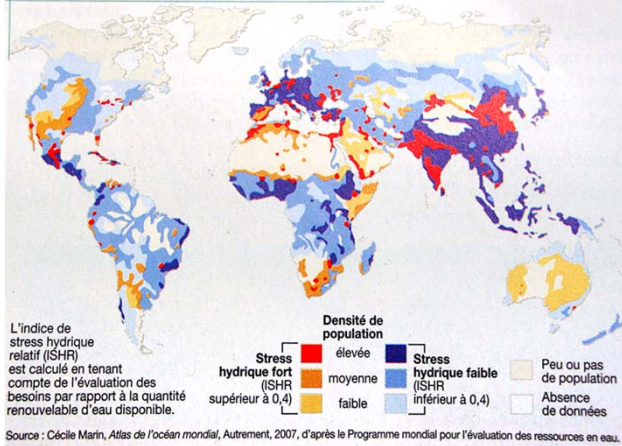 L'indice de
stress hydrique
relatif (ISHR)
est calculé en tenant
compte de l'évaluation des
besoins par rapport à la quantité
renouvelable d'eau disponible.
Densité de
population
Stress
hydrique fort
(ISHR
supérieur à 0,4)
élevée
moyenne
faible
Stress
hydrique faible
(ISHR
inférieur à 0,4)
Peu ou pas
de population
Absence
de données
Source : Cécile Marin, Atlas de l'océan mondial, Autrement, 2007, d'après le Programme mondial pour l'évaluation des ressources en eau.